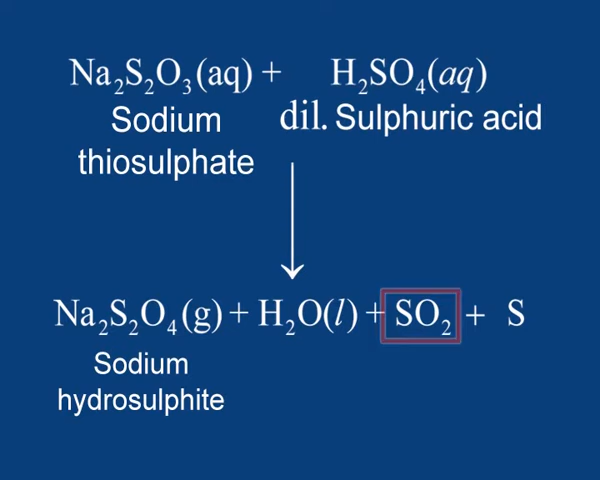 Na₂S₂O₃(aq) + H₂SO₄(aq)
Sodium dil. Sulphuric acid
thiosulphate
Na₂S₂O₄(g) + H₂O(l) + SO₂ + S
Sodium
hydrosulphite